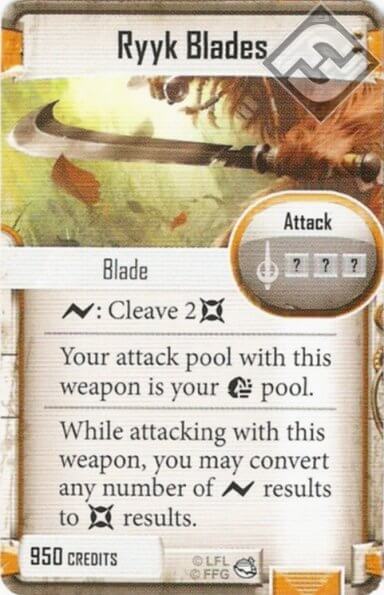 Ryyk Blades
Attack
? ? ?
Blade
: Cleave 2
Your attack pool with this
weapon is your pool.
While attacking with this
weapon, you may convert
any number of results
to results.
950 CREDITS
© LFL
© FFG